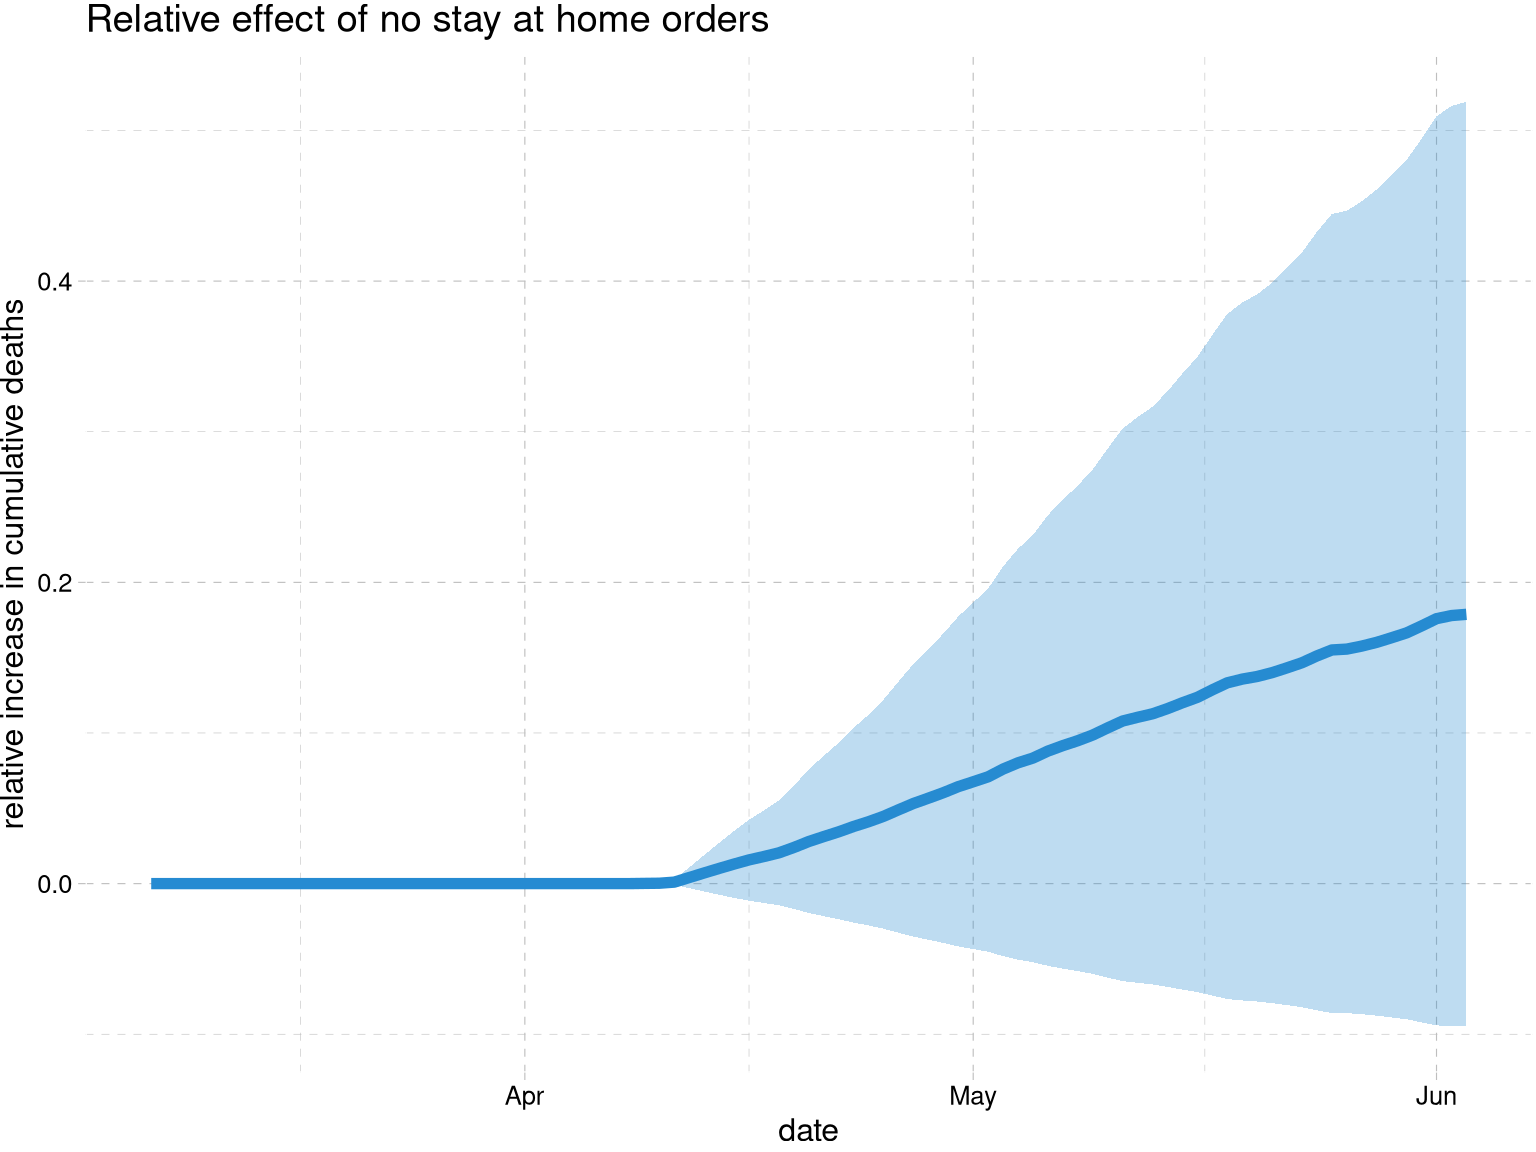 Relative effect of no stay at home orders
relative increase in cumulative deaths
0.4
0.2
0.0
Apr
May
Jun
date